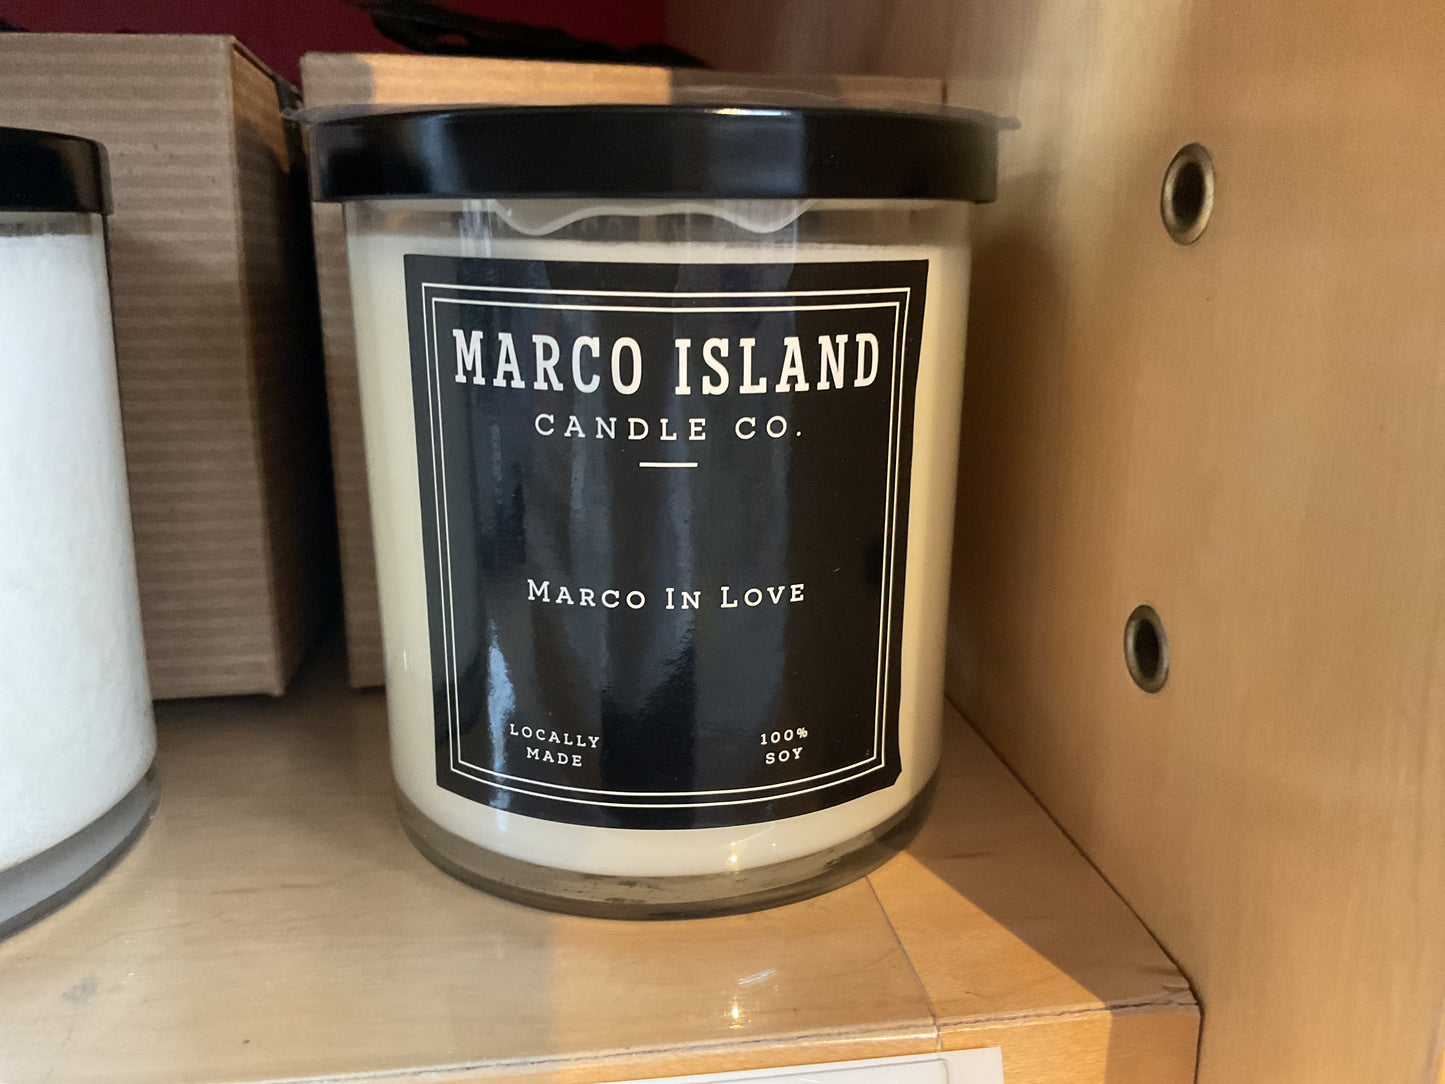 MARCO ISLAND
CANDLE CO.
MARCO IN LOVE
LOCALLY
MADE
100%
SOY